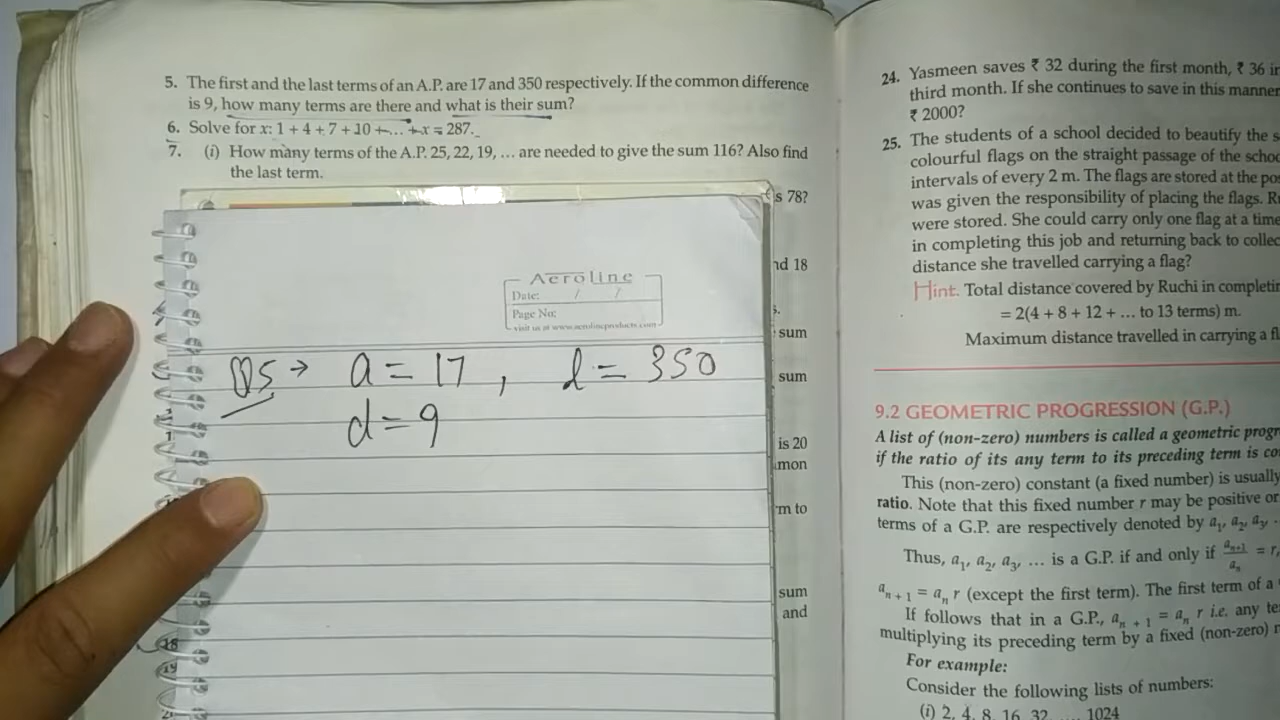 5. The first and the last terms of an A.P. are 17 and 350 respectively. If the common difference
is 9, how many terms are there and what is their sum?
6. Solve for x: 1 + 4 + 7 + 10 + ... + x = 287.
7. (i) How many terms of the A.P. 25, 22, 19, ... are needed to give the sum 116? Also find
the last term.
s 78?
nd 18
sum
sum
is 20
mon
m to
sum
and
18
19
Aeroline
Date: / /
Page No:
visit us at www.aerolineproducts.com
Q5 → a = 17 , l = 350
d = 9
24. Yasmeen saves ₹ 32 during the first month, ₹ 36 in
third month. If she continues to save in this manner
₹ 2000?
25. The students of a school decided to beautify the s
colourful flags on the straight passage of the schoo
intervals of every 2 m. The flags are stored at the pos
was given the responsibility of placing the flags. R
were stored. She could carry only one flag at a time
in completing this job and returning back to collec
distance she travelled carrying a flag?
Hint. Total distance covered by Ruchi in completin
= 2(4 + 8 + 12 + ... to 13 terms) m.
Maximum distance travelled in carrying a fl
9.2 GEOMETRIC PROGRESSION (G.P.)
A list of (non-zero) numbers is called a geometric progr
if the ratio of its any term to its preceding term is co
This (non-zero) constant (a fixed number) is usually
ratio. Note that this fixed number r may be positive or
terms of a G.P. are respectively denoted by a₁, a₂, a₃,
Thus, a₁, a₂, a₃, ... is a G.P. if and only if aₙ₊₁/aₙ = r,
aₙ₊₁ = aₙ r (except the first term). The first term of a
If follows that in a G.P., aₙ₊₁ = aₙ r i.e. any te
multiplying its preceding term by a fixed (non-zero) n
For example:
Consider the following lists of numbers:
(i) 2, 4, 8, 16, 32, ..., 1024